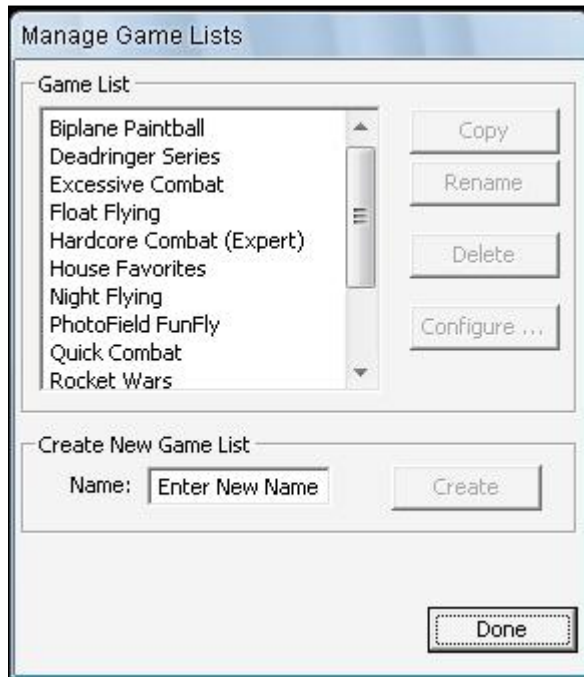 Manage Game Lists
Game List
Biplane Paintball
Deadringer Series
Excessive Combat
Float Flying
Hardcore Combat (Expert)
House Favorites
Night Flying
PhotoField FunFly
Quick Combat
Rocket Wars
Copy
Rename
Delete
Configure ...
Create New Game List
Name: Enter New Name Create
Done